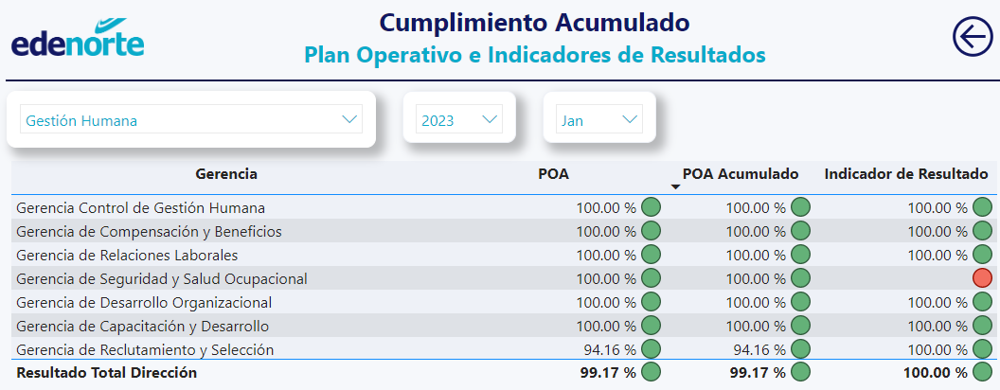 edenorte
Cumplimiento Acumulado
Plan Operativo e Indicadores de Resultados
Gestión Humana 2023 Jan
Gerencia POA POA Acumulado Indicador de Resultado
Gerencia Control de Gestión Humana 100.00 % 100.00 % 100.00 %
Gerencia de Compensación y Beneficios 100.00 % 100.00 % 100.00 %
Gerencia de Relaciones Laborales 100.00 % 100.00 % 100.00 %
Gerencia de Seguridad y Salud Ocupacional 100.00 % 100.00 %
Gerencia de Desarrollo Organizacional 100.00 % 100.00 % 100.00 %
Gerencia de Capacitación y Desarrollo 100.00 % 100.00 % 100.00 %
Gerencia de Reclutamiento y Selección 94.16 % 94.16 % 100.00 %
Resultado Total Dirección 99.17 % 99.17 % 100.00 %